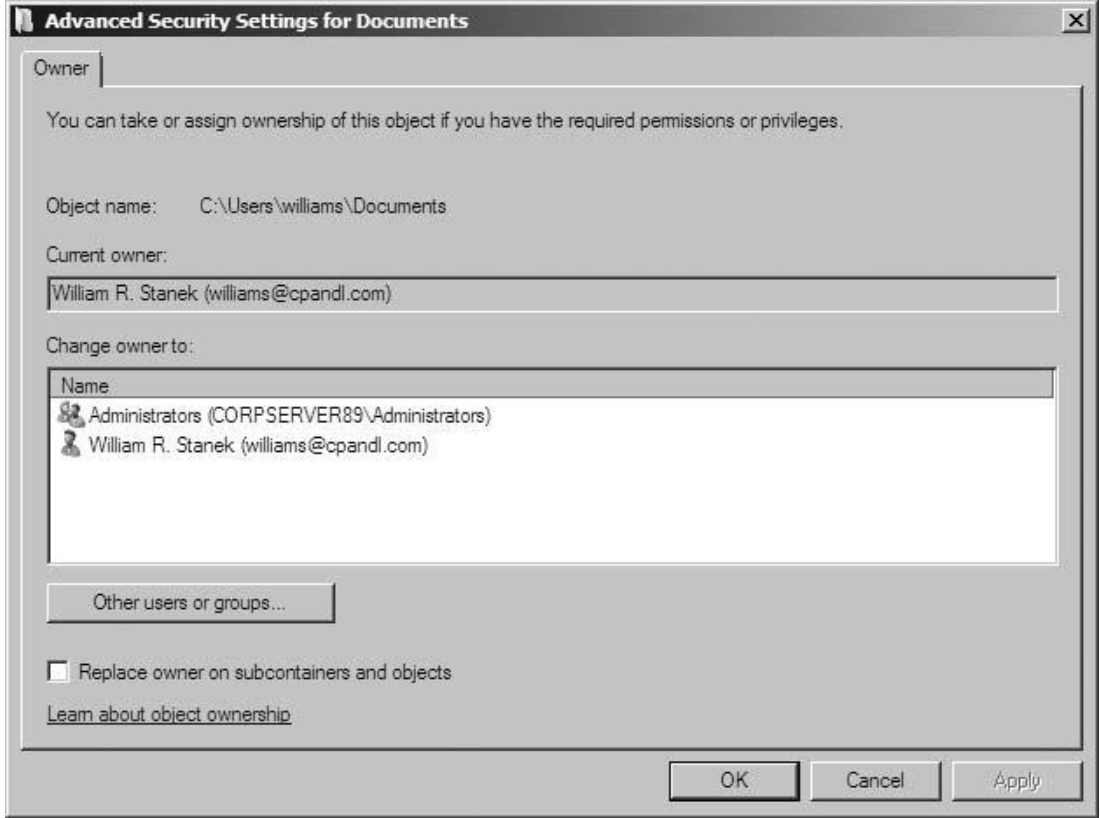 Advanced Security Settings for Documents
Owner
You can take or assign ownership of this object if you have the required permissions or privileges.
Object name: C:\Users\williams\Documents
Current owner:
William R. Stanek (williams@cpandl.com)
Change owner to:
Name
Administrators (CORPSERVER89\Administrators)
William R. Stanek (williams@cpandl.com)
Other users or groups...
Replace owner on subcontainers and objects
Learn about object ownership
OK Cancel Apply